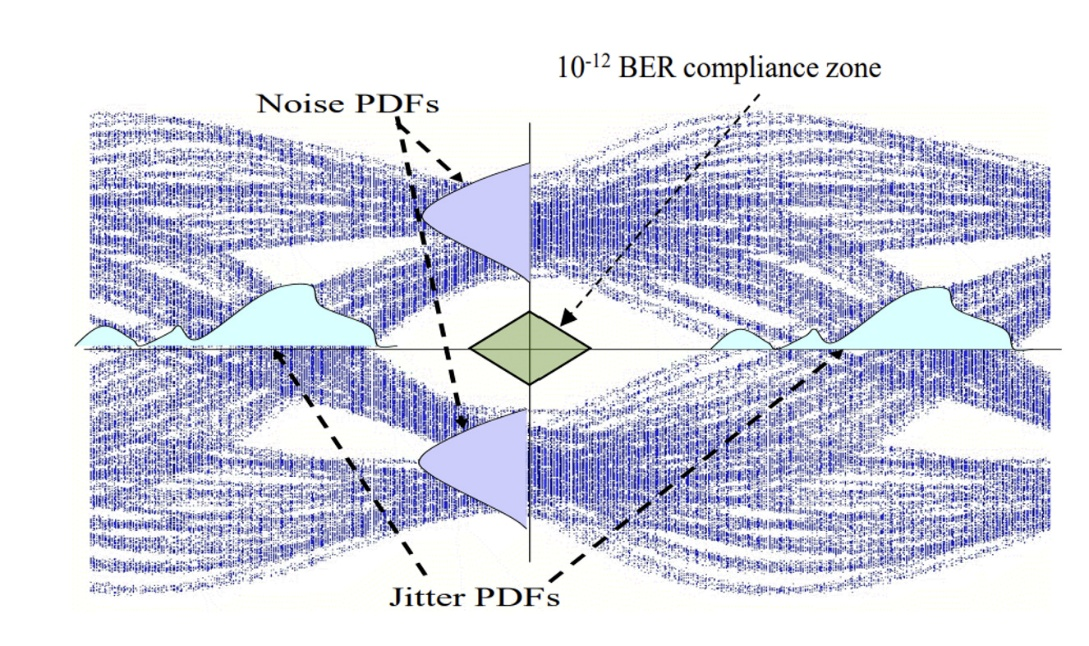 10⁻¹² BER compliance zone
Noise PDFs
Jitter PDFs